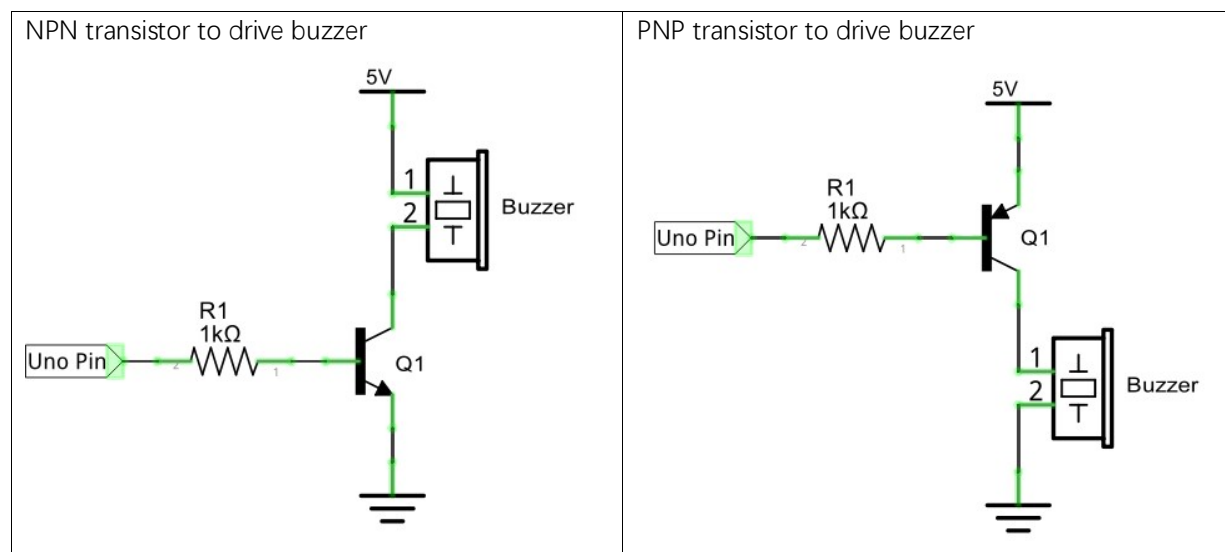 NPN transistor to drive buzzer
5V
1
2
Buzzer
R1
1kΩ
Uno Pin
2
1
Q1
PNP transistor to drive buzzer
5V
R1
1kΩ
Uno Pin
2
1
Q1
1
2
Buzzer